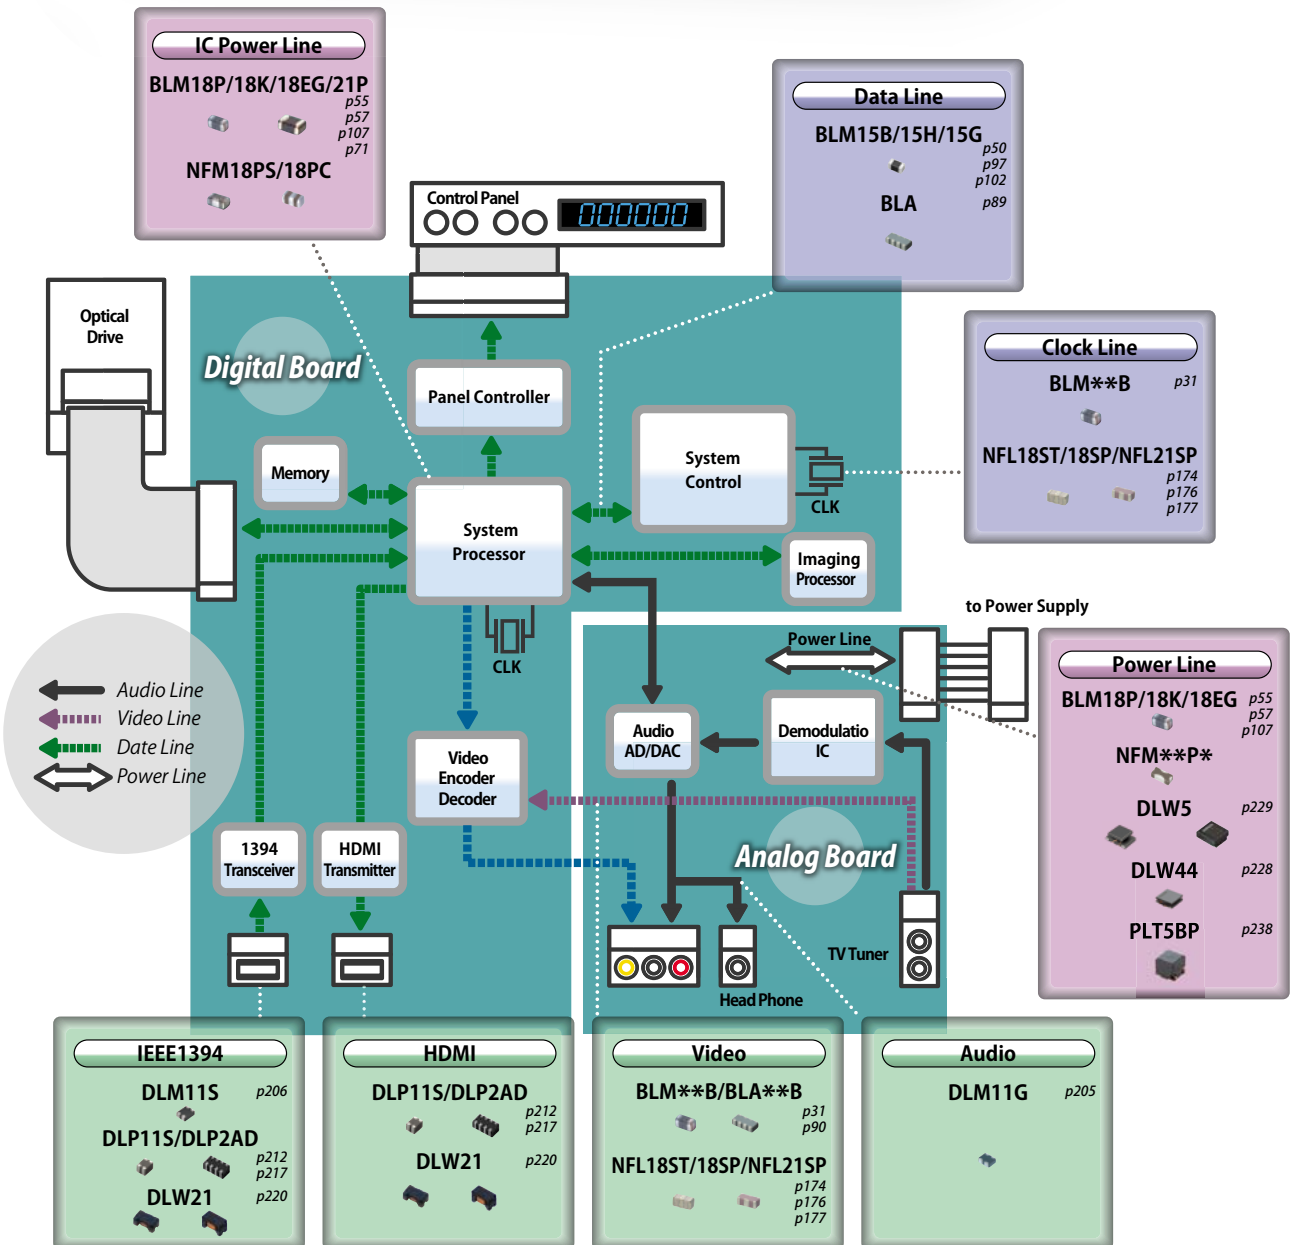 IC Power Line
BLM18P/18K/18EG/21P
p55
p57
p107
p71
NFM18PS/18PC
Data Line
BLM15B/15H/15G
p50
p97
p102
BLA
p89
Control Panel
000000
Optical
Drive
Digital Board
Panel Controller
Clock Line
BLM**B
p31
NFL18ST/18SP/NFL21SP
p174
p176
p177
Memory
System
Control
CLK
System
Processor
Imaging
Processor
CLK
to Power Supply
Power Line
Audio Line
Video Line
Date Line
Power Line
Audio
AD/DAC
Demodulatio
IC
Video
Encoder
Decoder
Power Line
BLM18P/18K/18EG
p55
p57
p107
NFM**P*
DLW5
p229
DLW44
p228
PLT5BP
p238
1394
Transceiver
HDMI
Transmitter
Analog Board
TV Tuner
Head Phone
IEEE1394
DLM11S
p206
DLP11S/DLP2AD
p212
p217
DLW21
p220
HDMI
DLP11S/DLP2AD
p212
p217
DLW21
p220
Video
BLM**B/BLA**B
p31
p90
NFL18ST/18SP/NFL21SP
p174
p176
p177
Audio
DLM11G
p205